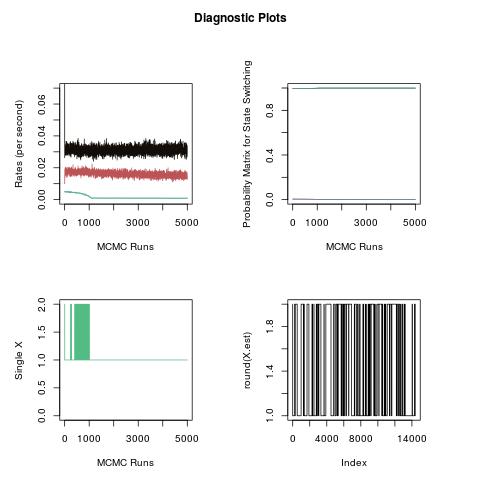 Diagnostic Plots
Rates (per second)
0.00 0.02 0.04 0.06
0 1000 3000 5000
MCMC Runs
Probability Matrix for State Switching
0.0 0.4 0.8
0 1000 3000 5000
MCMC Runs
Single X
0.0 0.5 1.0 1.5 2.0
0 1000 3000 5000
MCMC Runs
round(X.est)
1.0 1.4 1.8
0 4000 8000 14000
Index